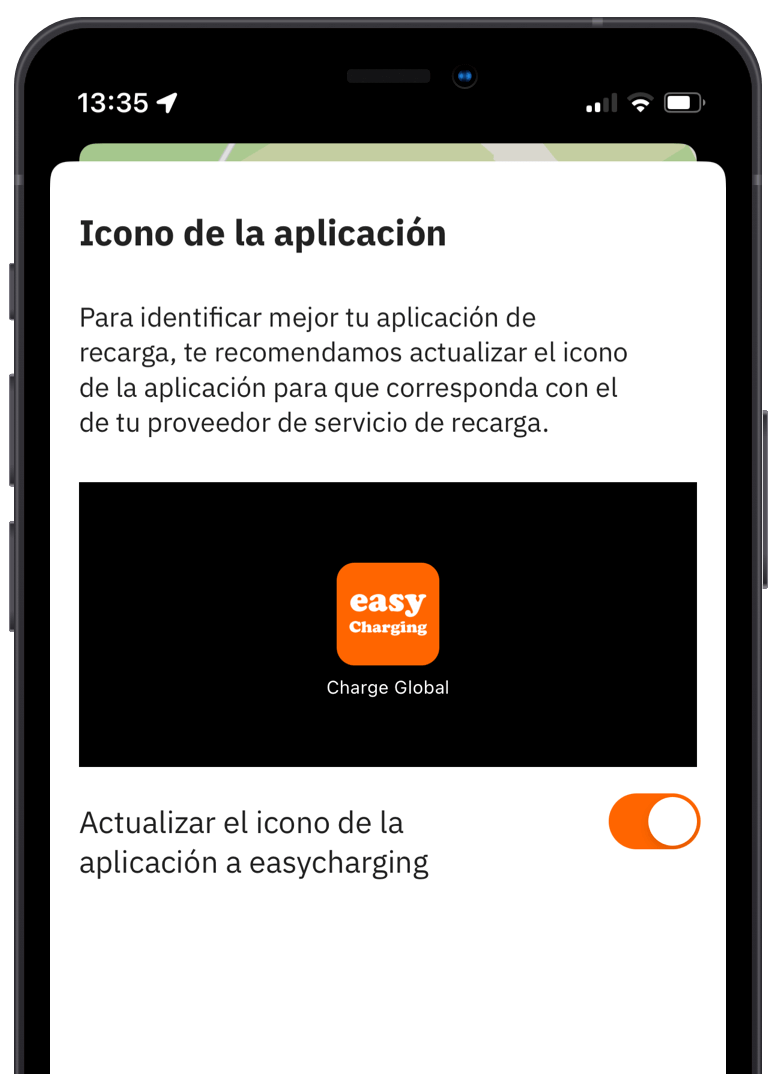 13:35
Icono de la aplicación
Para identificar mejor tu aplicación de
recarga, te recomendamos actualizar el icono
de la aplicación para que corresponda con el
de tu proveedor de servicio de recarga.
easy
Charging
Charge Global
Actualizar el icono de la
aplicación a easycharging